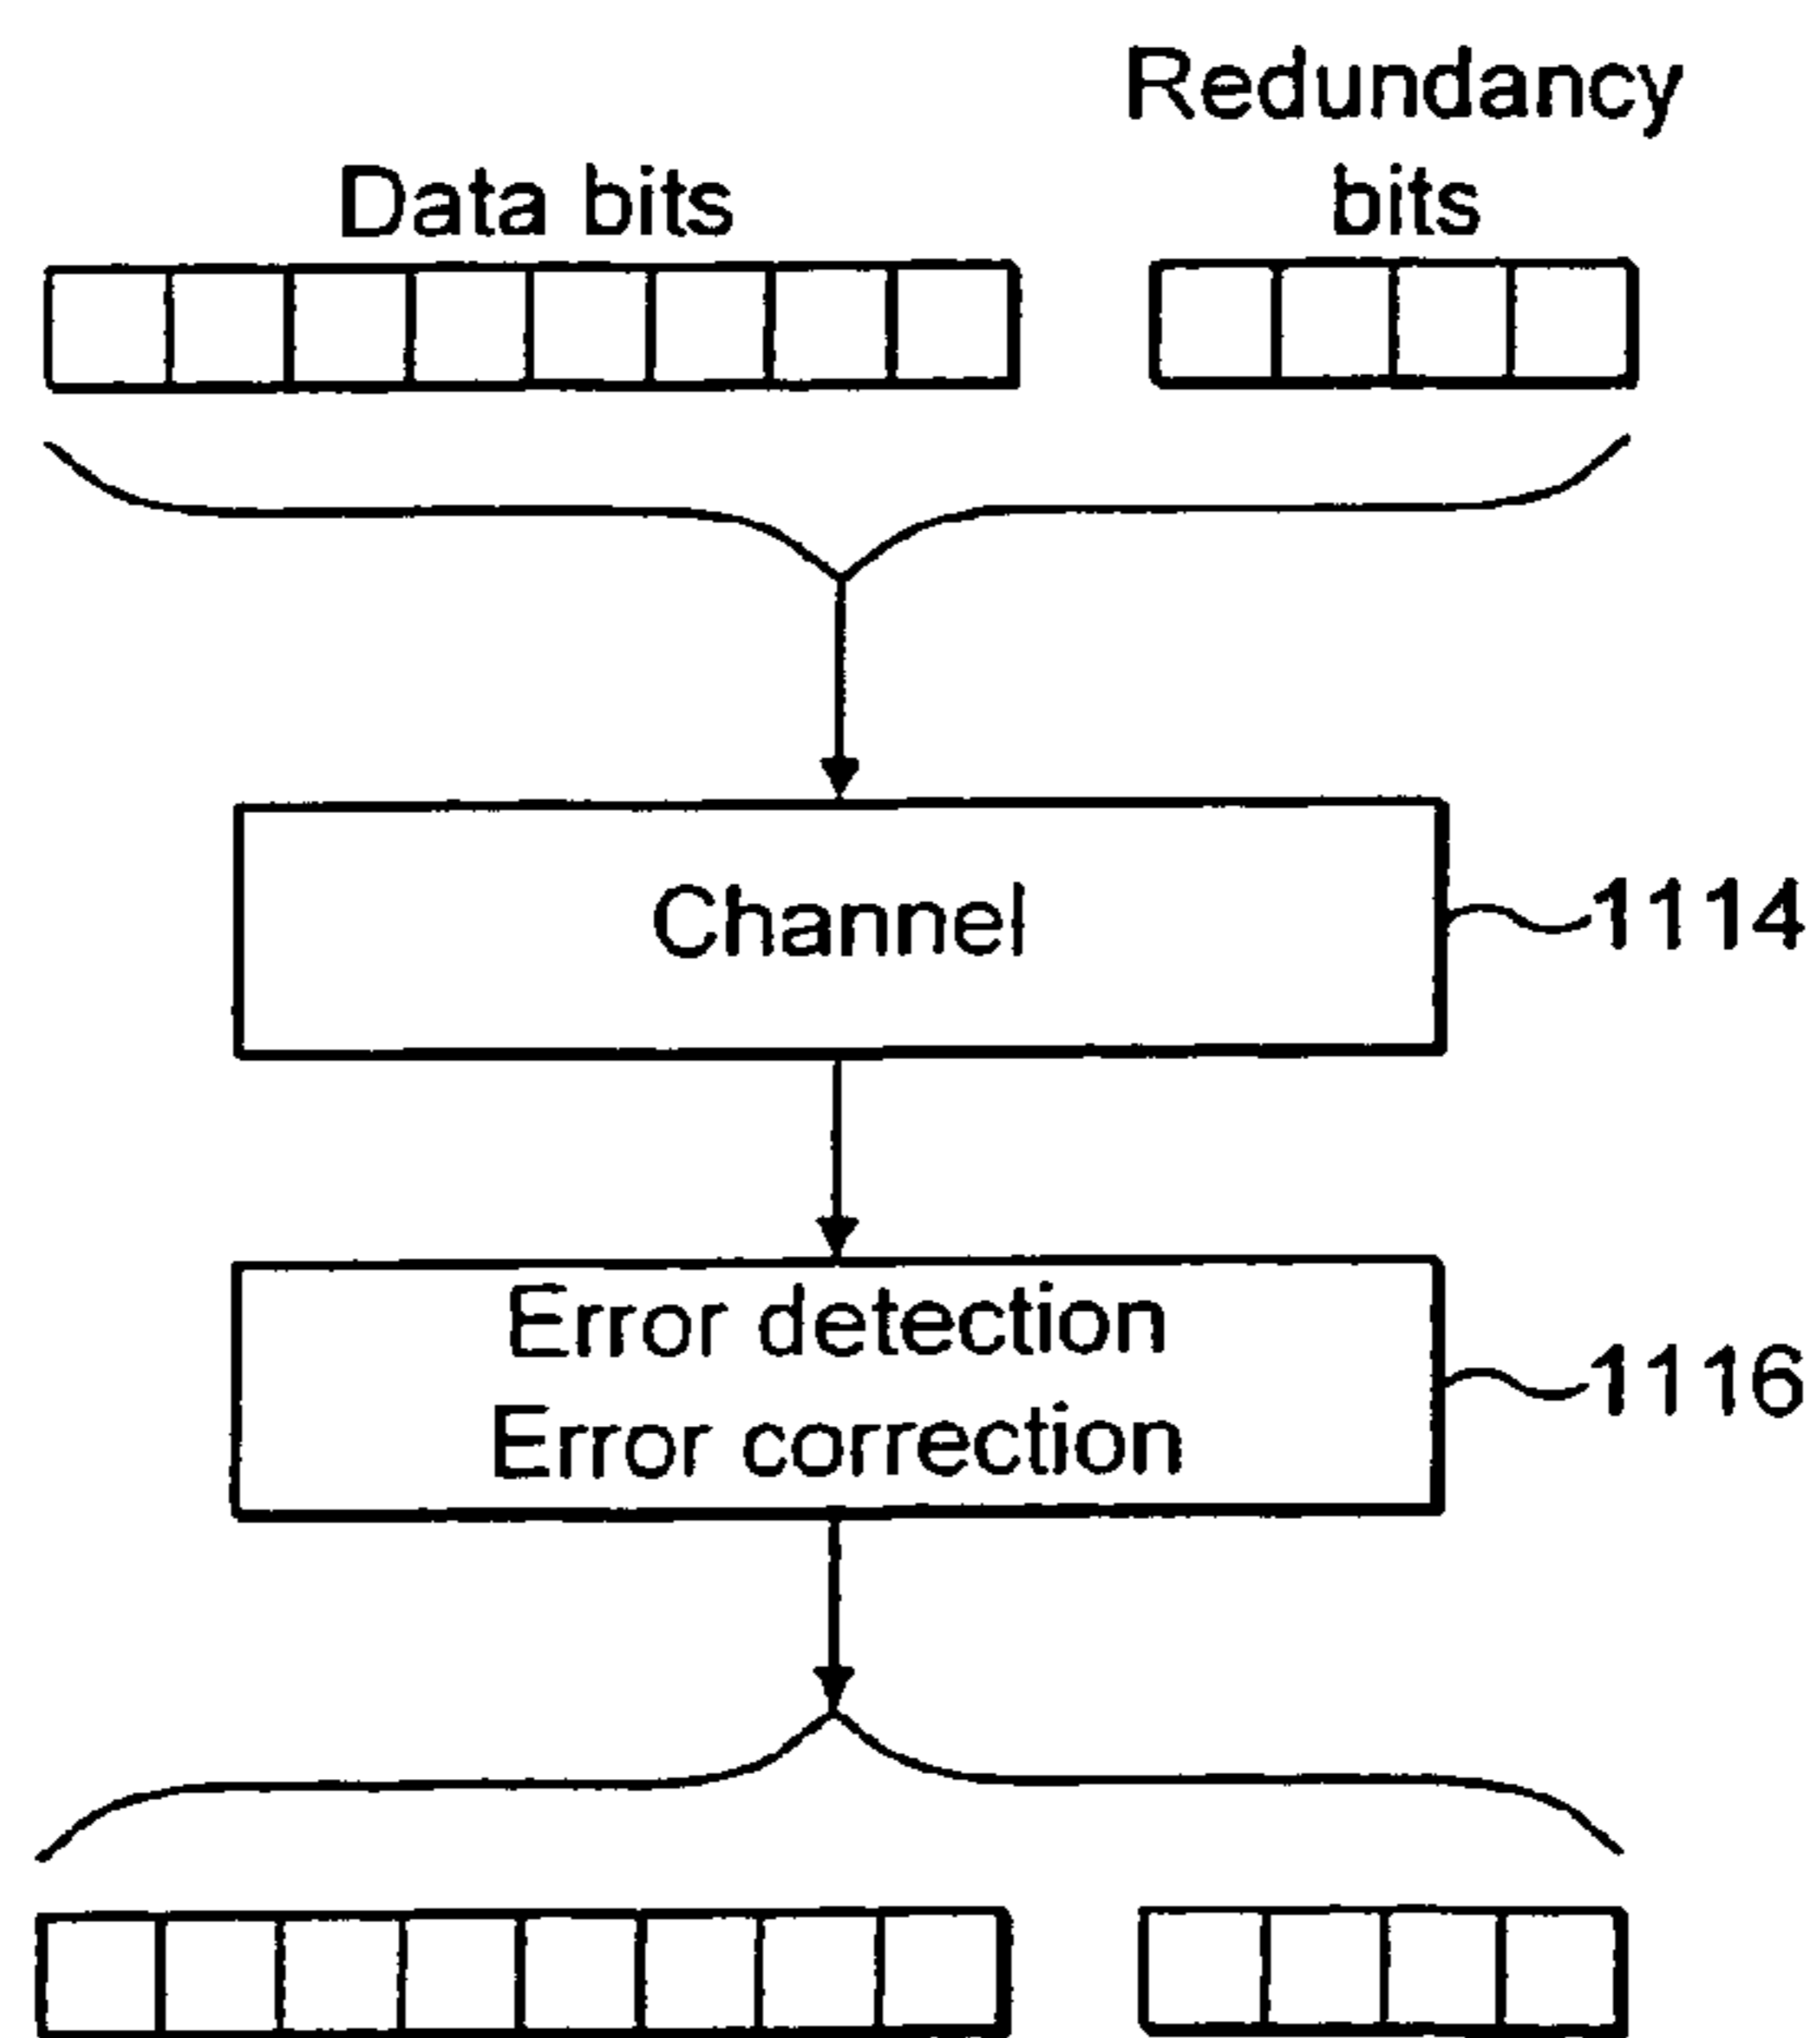 Redundancy
Data bits
bits
Channel
1114
Error detection
Error correction
1116